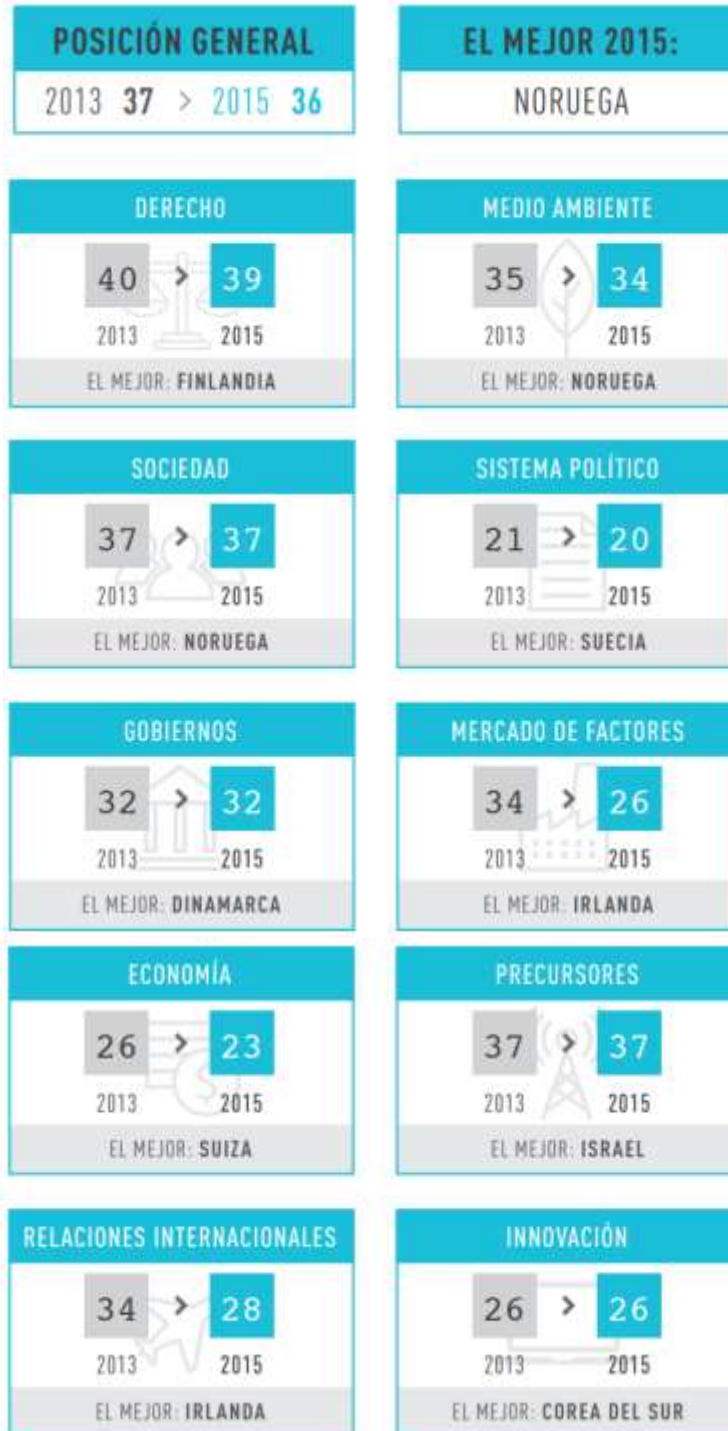 POSICIÓN GENERAL
2013 37 > 2015 36
EL MEJOR 2015:
NORUEGA
DERECHO
40 > 39
2013 2015
EL MEJOR: FINLANDIA
MEDIO AMBIENTE
35 > 34
2013 2015
EL MEJOR: NORUEGA
SOCIEDAD
37 > 37
2013 2015
EL MEJOR: NORUEGA
SISTEMA POLÍTICO
21 > 20
2013 2015
EL MEJOR: SUECIA
GOBIERNOS
32 > 32
2013 2015
EL MEJOR: DINAMARCA
MERCADO DE FACTORES
34 > 26
2013 2015
EL MEJOR: IRLANDA
ECONOMÍA
26 > 23
2013 2015
EL MEJOR: SUIZA
PRECURSORES
37 > 37
2013 2015
EL MEJOR: ISRAEL
RELACIONES INTERNACIONALES
34 > 28
2013 2015
EL MEJOR: IRLANDA
INNOVACIÓN
26 > 26
2013 2015
EL MEJOR: COREA DEL SUR